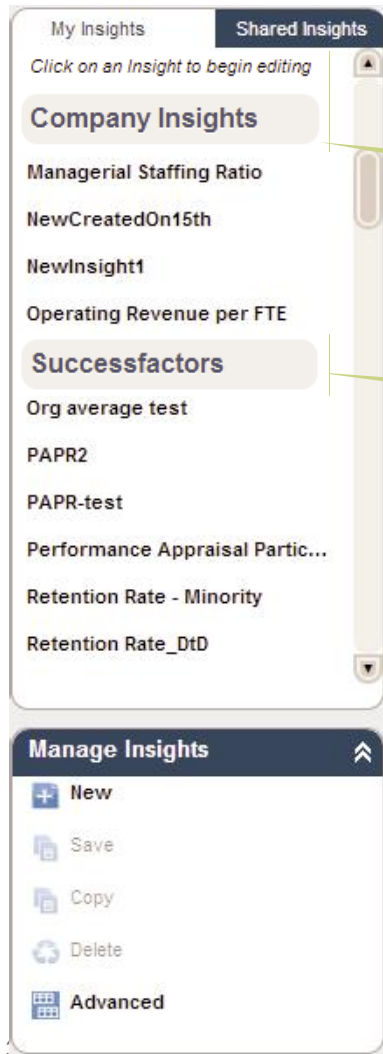 My Insights
Shared Insights
Click on an Insight to begin editing
Company Insights
Managerial Staffing Ratio
NewCreatedOn15th
NewInsight1
Operating Revenue per FTE
Successfactors
Org average test
PAPR2
PAPR-test
Performance Appraisal Partic...
Retention Rate - Minority
Retention Rate_DtD
Manage Insights
New
Save
Copy
Delete
Advanced